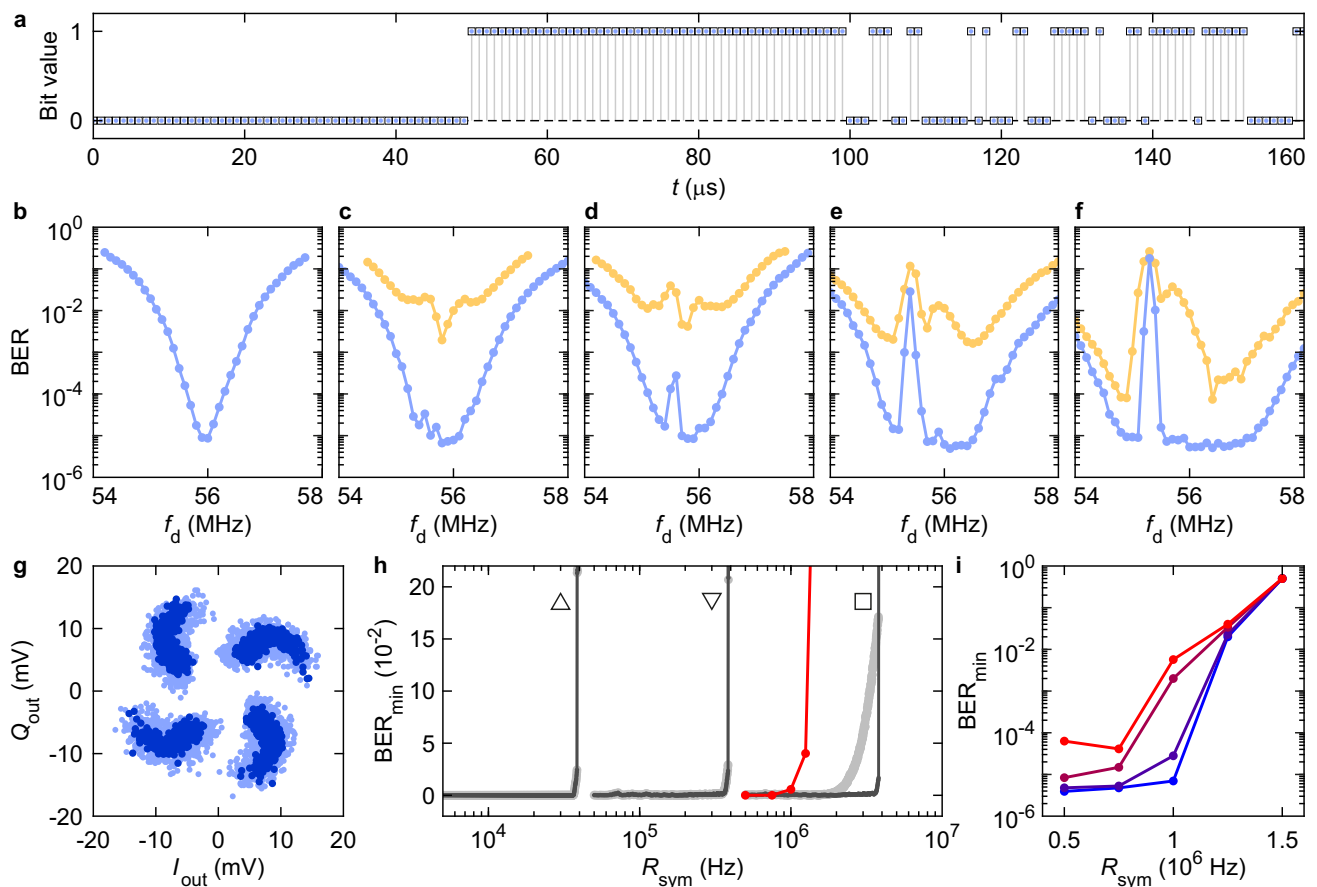 a
Bit value
1
0
0 20 40 60 80 100 120 140 160
t (μs)
b c d e f
BER
10^0
10^-2
10^-4
10^-6
54 56 58 54 56 58 54 56 58 54 56 58 54 56 58
f_d (MHz) f_d (MHz) f_d (MHz) f_d (MHz) f_d (MHz)
g
Q_out (mV)
20
10
0
-10
-20
-20 -10 0 10 20
I_out (mV)
h
BER_min (10^-2)
20
15
10
5
0
10^4 10^5 10^6 10^7
R_sym (Hz)
i
BER_min
10^0
10^-2
10^-4
10^-6
0.5 1 1.5
R_sym (10^6 Hz)